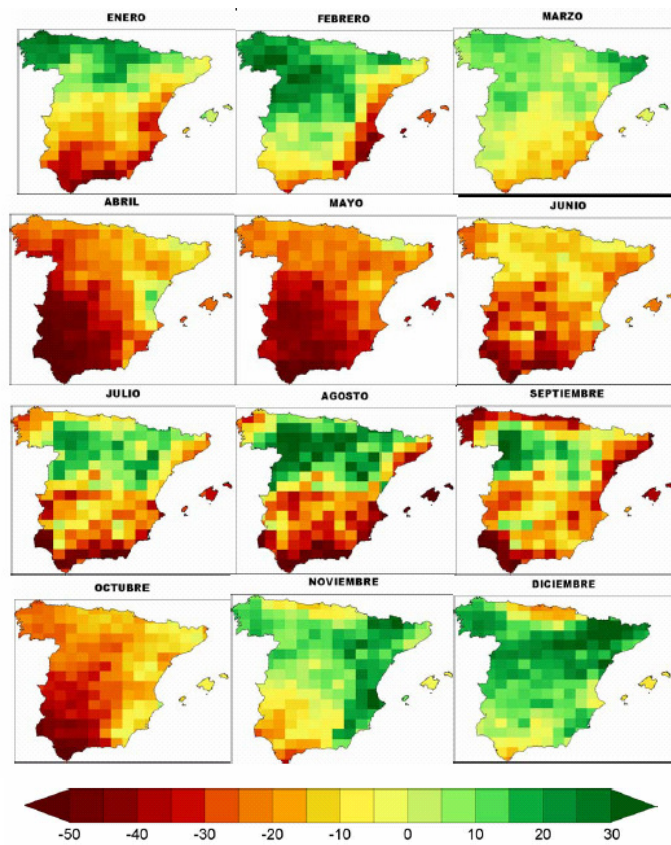 ENERO
FEBRERO
MARZO
ABRIL
MAYO
JUNIO
JULIO
AGOSTO
SEPTIEMBRE
OCTUBRE
NOVIEMBRE
DICIEMBRE
-50 -40 -30 -20 -10 0 10 20 30